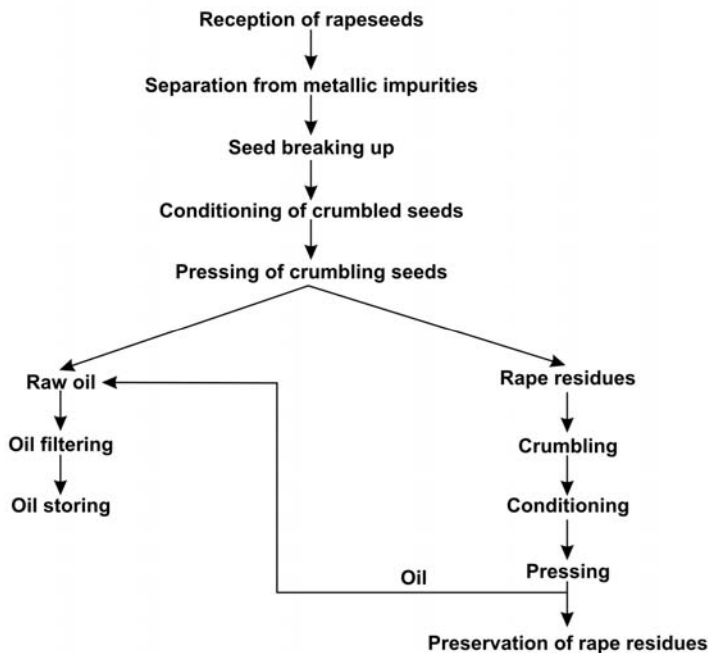 Reception of rapeseeds
Separation from metallic impurities
Seed breaking up
Conditioning of crumbled seeds
Pressing of crumbling seeds
Raw oil
Rape residues
Oil filtering
Crumbling
Oil storing
Conditioning
Oil
Pressing
Preservation of rape residues